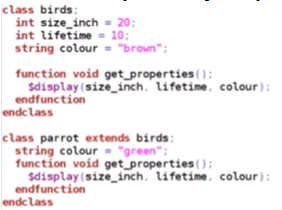 class birds;
int size_inch = 20;
int lifetime = 10;
string colour = "brown";
function void get_properties();
$display(size_inch, lifetime, colour);
endfunction
endclass
class parrot extends birds;
string colour = "green";
function void get_properties();
$display(size_inch, lifetime, colour);
endfunction
endclass